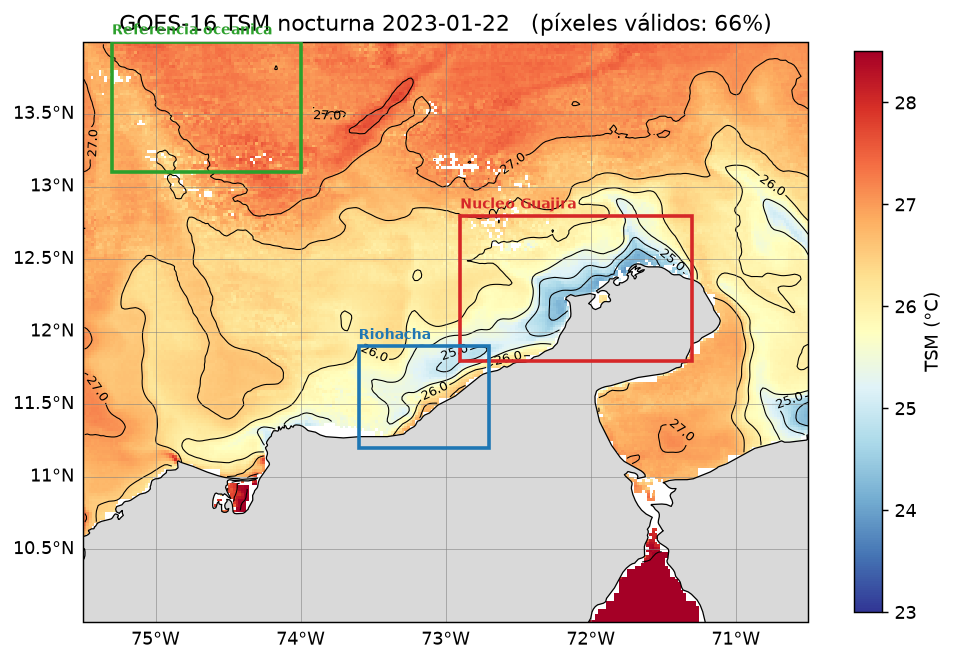 GOES-16 TSM nocturna 2023-01-22 (píxeles válidos: 66%)
Referencia oceanica
13.5°N
13°N
12.5°N
12°N
11.5°N
11°N
10.5°N
27.0
27.0
27.0
26.0
Nucleo Guajira
25.0
Riohacha
26.0
25.0
26.0
26.0
27.0
27.0
25.0
75°W
74°W
73°W
72°W
71°W
28
27
26
25
24
23
TSM (°C)